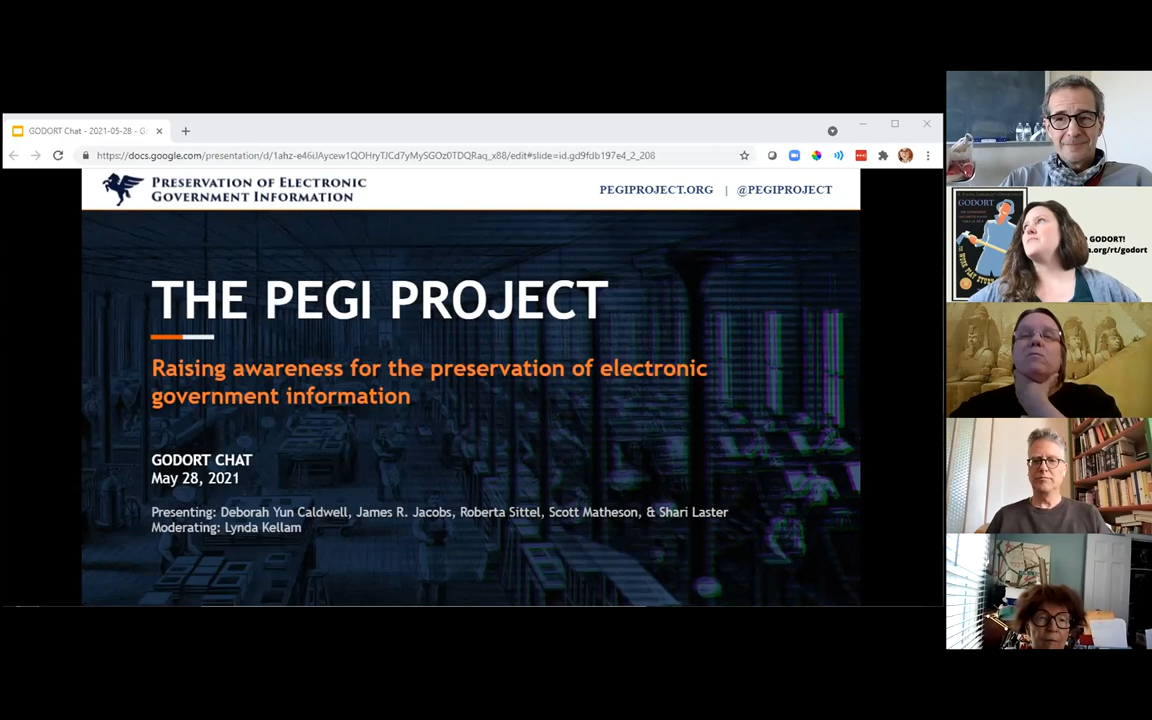 GODORT Chat - 2021-05-28 - G
https://docs.google.com/presentation/d/1ahz-e46iJAycew1QOHryTJCd7yMySGOz0TDQRaq_x88/edit#slide=id.gd9fdb197e4_2_208
PRESERVATION OF ELECTRONIC
GOVERNMENT INFORMATION
PEGIPROJECT.ORG | @PEGIPROJECT
THE PEGI PROJECT
Raising awareness for the preservation of electronic
government information
GODORT CHAT
May 28, 2021
Presenting: Deborah Yun Caldwell, James R. Jacobs, Roberta Sittel, Scott Matheson, & Shari Laster
Moderating: Lynda Kellam
GODORT
GODORT!
a.org/rt/godort